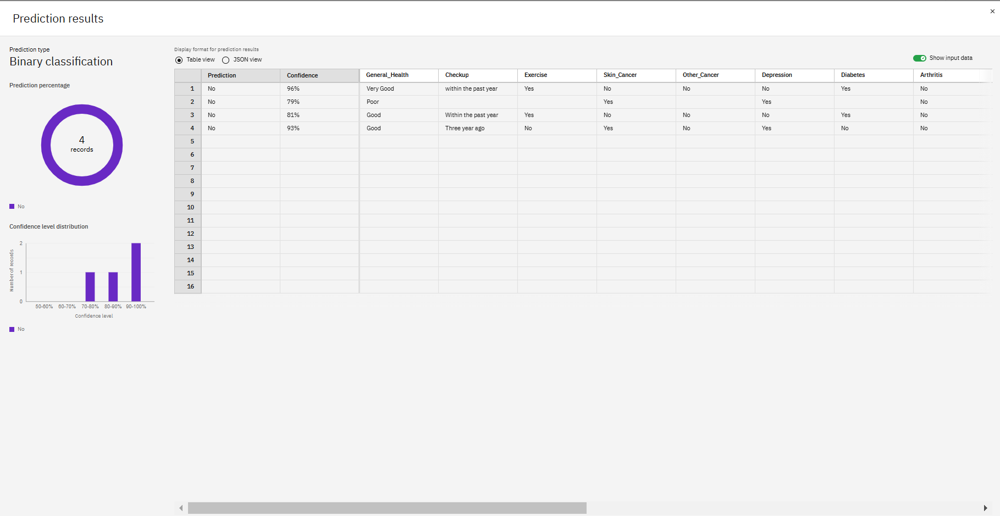 Prediction results
×
Prediction type
Binary classification
Prediction percentage
4
records
No
Confidence level distribution
Number of records
2
1
0
50-60% 60-70% 70-80% 80-90% 90-100%
Confidence level
No
Display format for prediction results
Table view JSON view
Show input data
Prediction Confidence General_Health Checkup Exercise Skin_Cancer Other_Cancer Depression Diabetes Arthritis
1 No 96% Very Good within the past year Yes No No No Yes No
2 No 79% Poor Yes Yes No
3 No 81% Good Within the past year Yes No No No Yes No
4 No 93% Good Three year ago No Yes No Yes No No
5
6
7
8
9
10
11
12
13
14
15
16